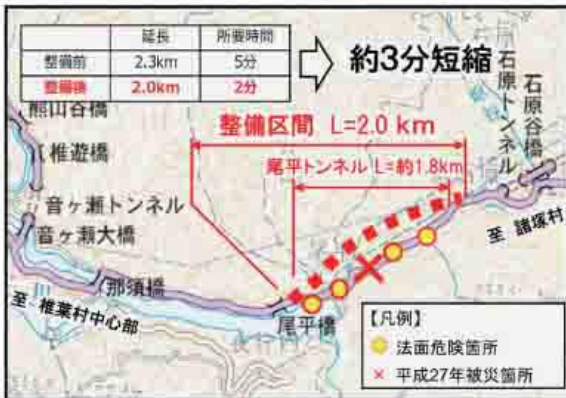 延長 所要時間
整備前 2.3km 5分
整備後 2.0km 2分
約3分短縮
石原トンネル
石原谷橋
熊山谷橋
整備区間 L=2.0 km
椎遊橋
尾平トンネル L=約1.8km
音ヶ瀬トンネル
音ヶ瀬大橋
至 諸塚村
那須橋
至 椎葉村中心部
尾平橋
【凡例】
法面危険箇所
平成27年被災箇所